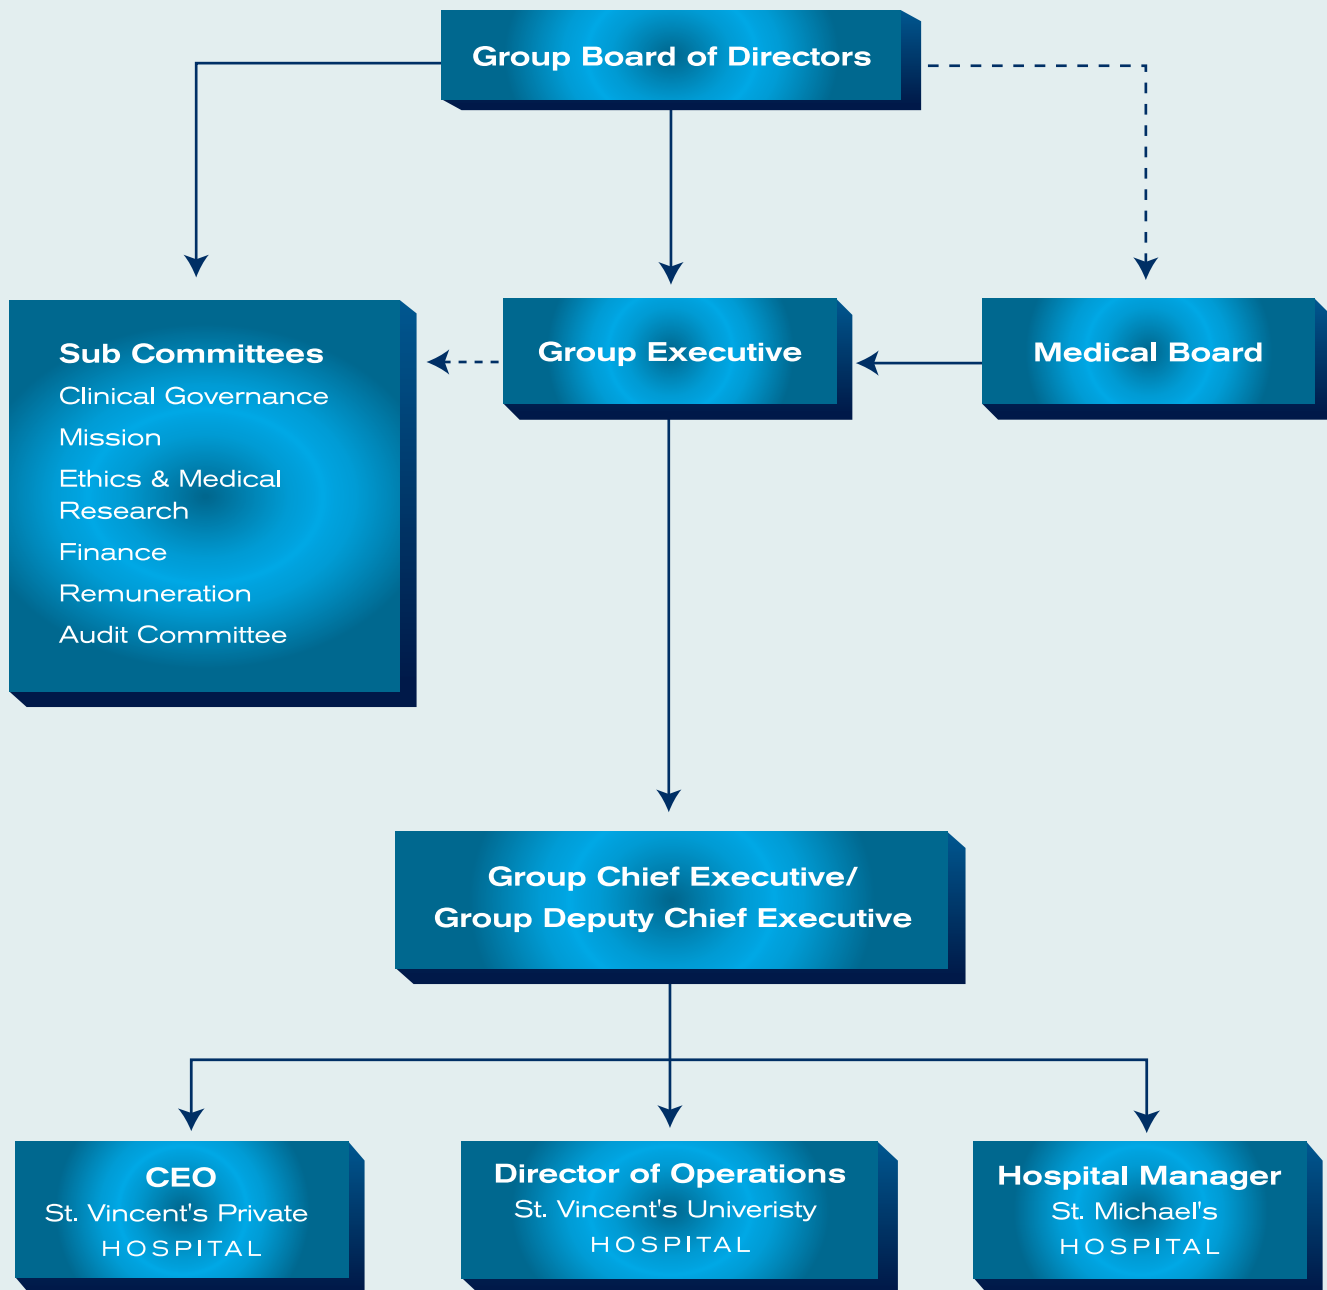 Group Board of Directors
Sub Committees
Clinical Governance
Mission
Ethics & Medical
Research
Finance
Remuneration
Audit Committee
Group Executive
Medical Board
Group Chief Executive/
Group Deputy Chief Executive
CEO
St. Vincent's Private
HOSPITAL
Director of Operations
St. Vincent's Univeristy
HOSPITAL
Hospital Manager
St. Michael's
HOSPITAL